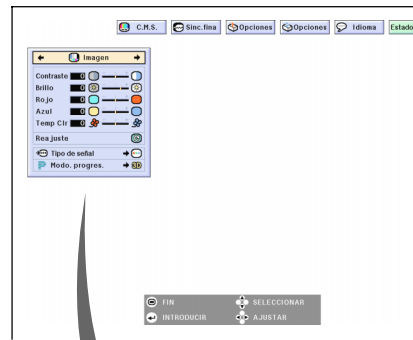 C.M.S. Sinc.fina Opciones Opciones Idioma Estado
Imagen
Contraste 0
Brillo 0
Rojo 0
Azul 0
Temp Clr 0
Reajuste
Tipo de señal
Modo. progres. 3D
FIN SELECCIONAR
INTRODUCIR AJUSTAR